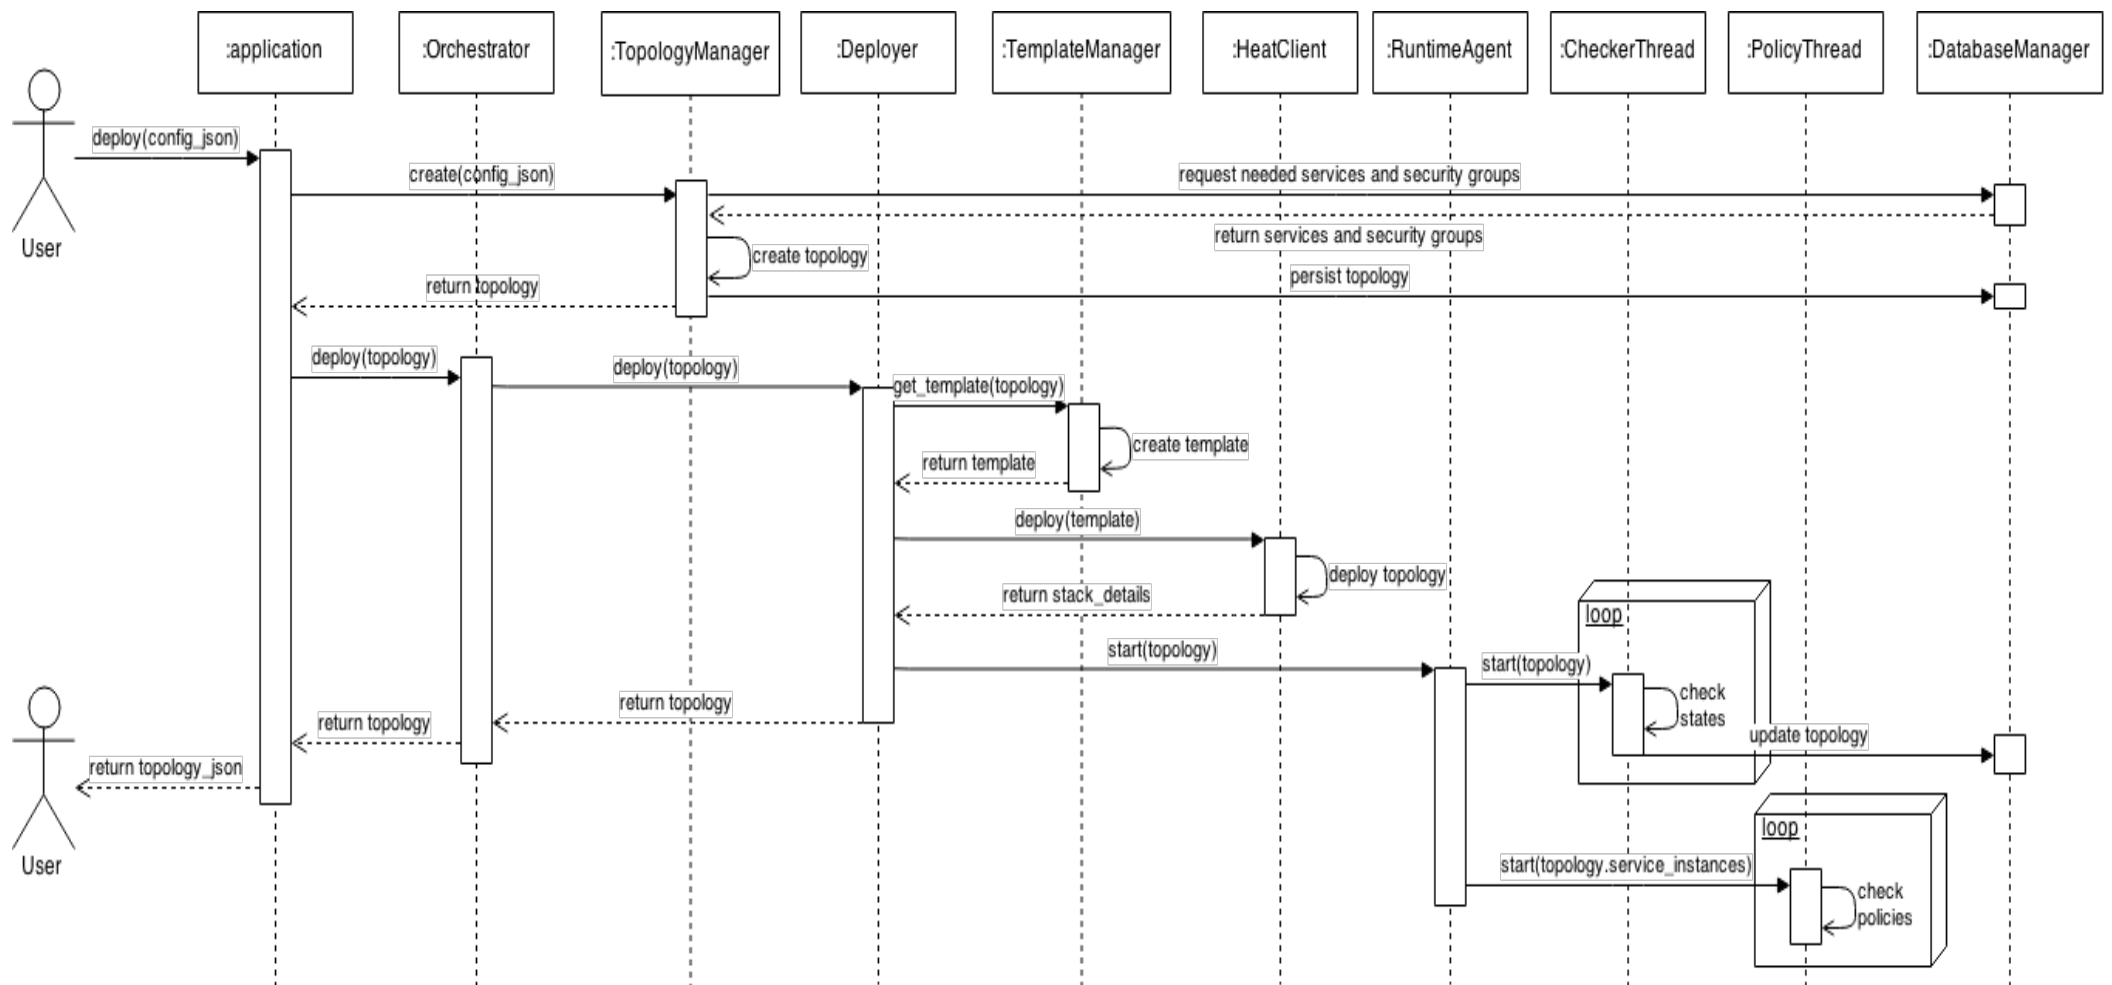 :application
:Orchestrator
:TopologyManager
:Deployer
:TemplateManager
:HeatClient
:RuntimeAgent
:CheckerThread
:PolicyThread
:DatabaseManager
deploy(config_json)
User
create(config_json)
request needed services and security groups
return services and security groups
create topology
persist topology
return topology
deploy(topology)
deploy(topology)
get_template(topology)
create template
return template
deploy(template)
deploy topology
return stack_details
loop
start(topology)
start(topology)
check
states
update topology
return topology
return topology
return topology_json
User
loop
start(topology.service_instances)
check
policies